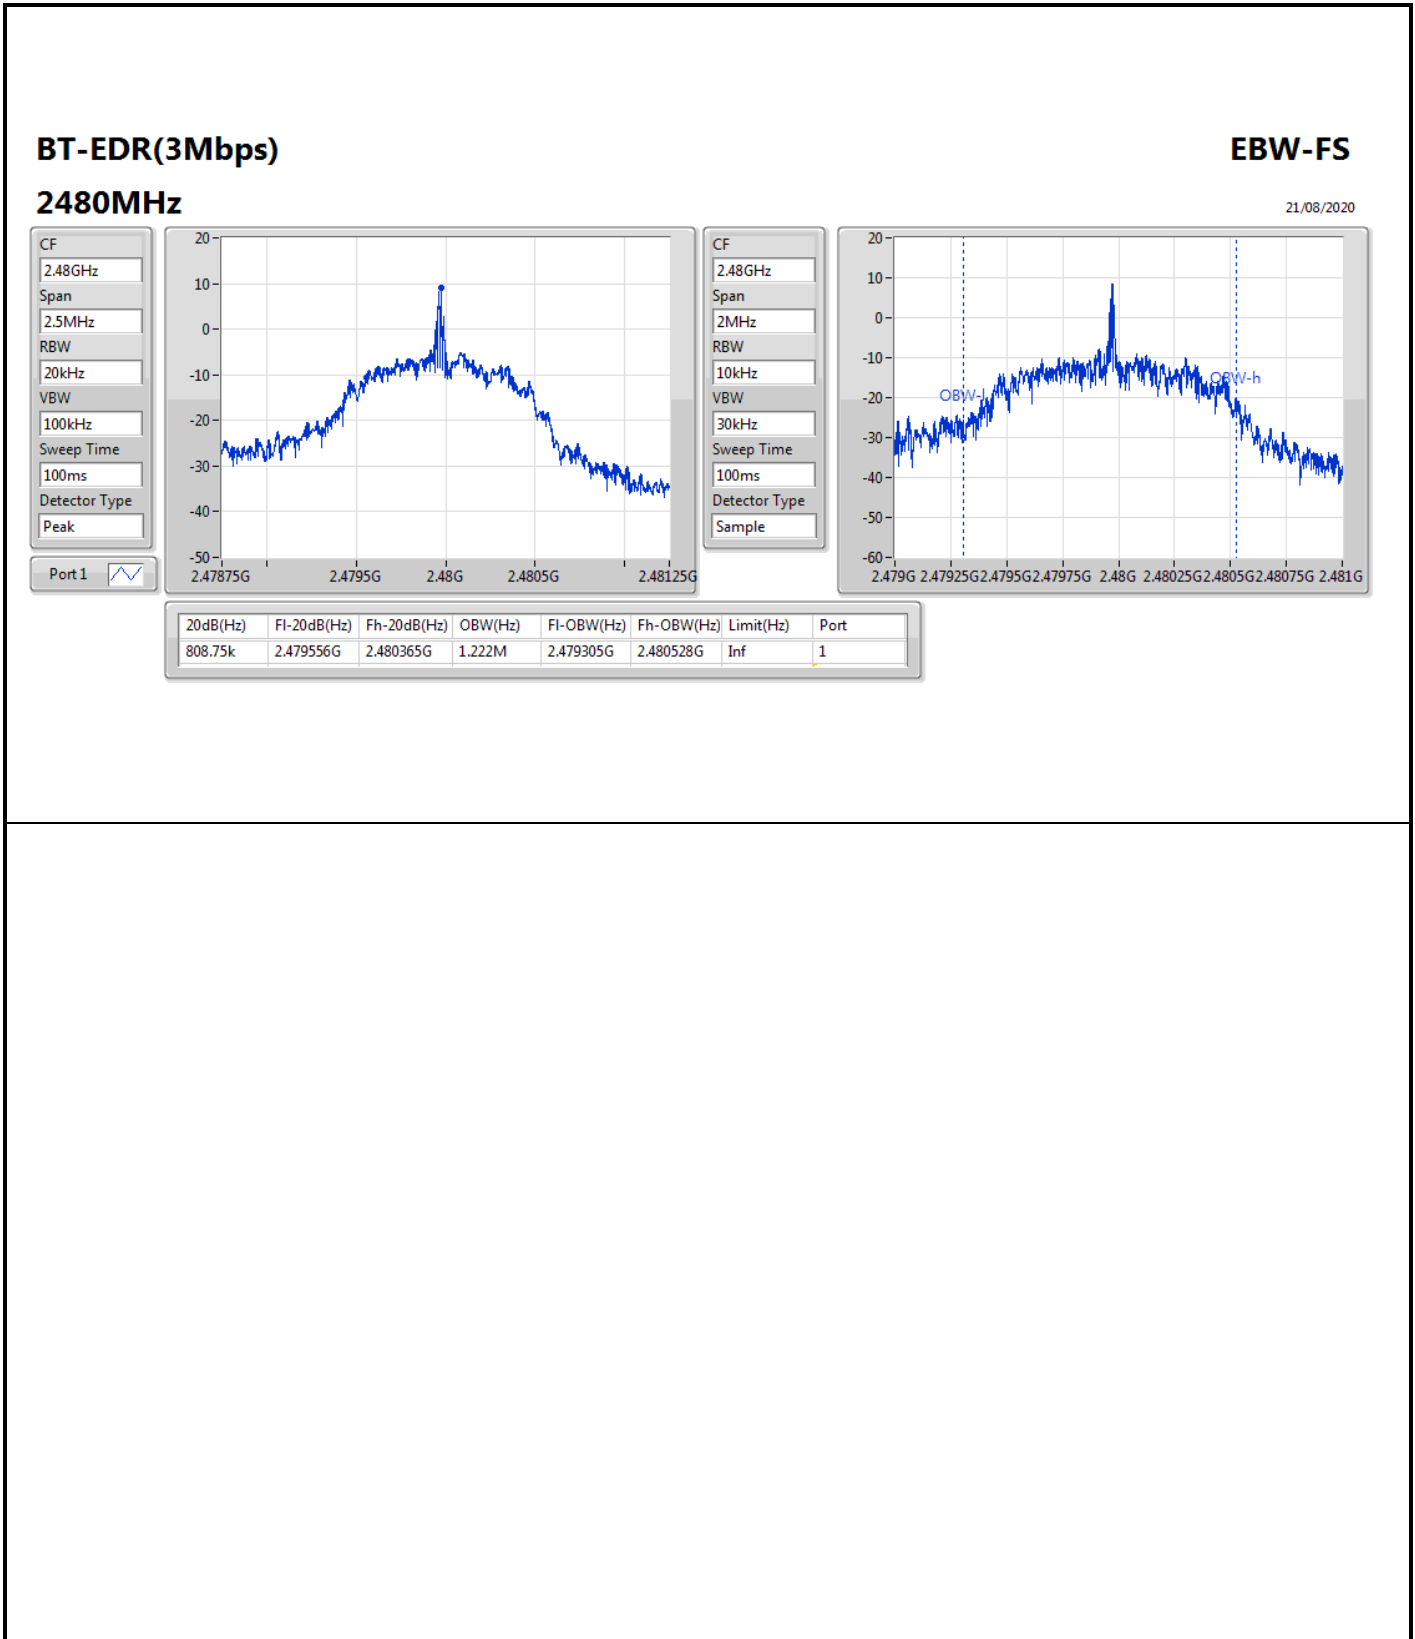 BT-EDR(3Mbps)
EBW-FS
2480MHz
21/08/2020
CF
2.48GHz
Span
2.5MHz
RBW
20kHz
VBW
100kHz
Sweep Time
100ms
Detector Type
Peak
Port 1
20
10
0
-10
-20
-30
-40
-50
2.47875G 2.4795G 2.48G 2.4805G 2.48125G
CF
2.48GHz
Span
2MHz
RBW
10kHz
VBW
30kHz
Sweep Time
100ms
Detector Type
Sample
20
10
0
-10
-20
-30
-40
-50
-60
OBW-l
OBW-h
2.479G 2.47925G 2.4795G 2.47975G 2.48G 2.48025G 2.4805G 2.48075G 2.481G
20dB(Hz) Fl-20dB(Hz) Fh-20dB(Hz) OBW(Hz) Fl-OBW(Hz) Fh-OBW(Hz) Limit(Hz) Port
808.75k 2.479556G 2.480365G 1.222M 2.479305G 2.480528G Inf 1